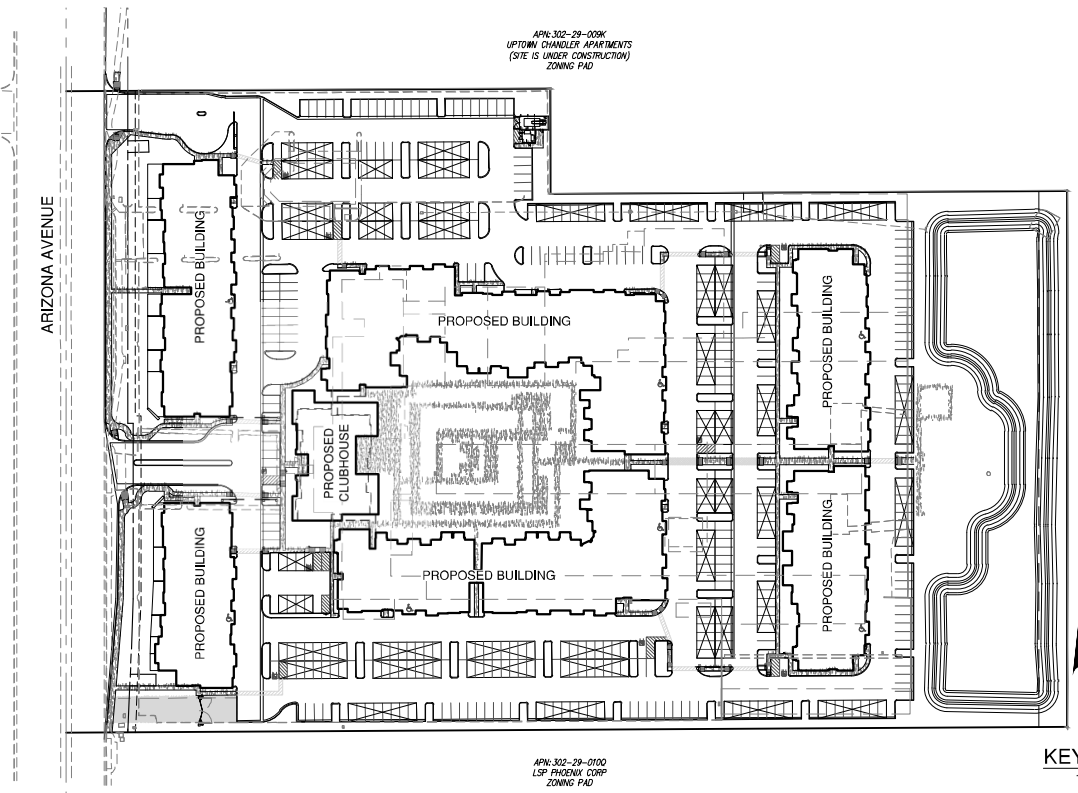 APN:302-29-009K
UPTOWN CHANDLER APARTMENTS
(SITE IS UNDER CONSTRUCTION)
ZONING PAD
ARIZONA AVENUE
PROPOSED BUILDING
PROPOSED BUILDING
PROPOSED BUILDING
PROPOSED
CLUBHOUSE
PROPOSED BUILDING
PROPOSED BUILDING
PROPOSED BUILDING
PROPOSED BUILDING
APN:302-29-010Q
LSP PHOENIX CORP
ZONING PAD
KEY